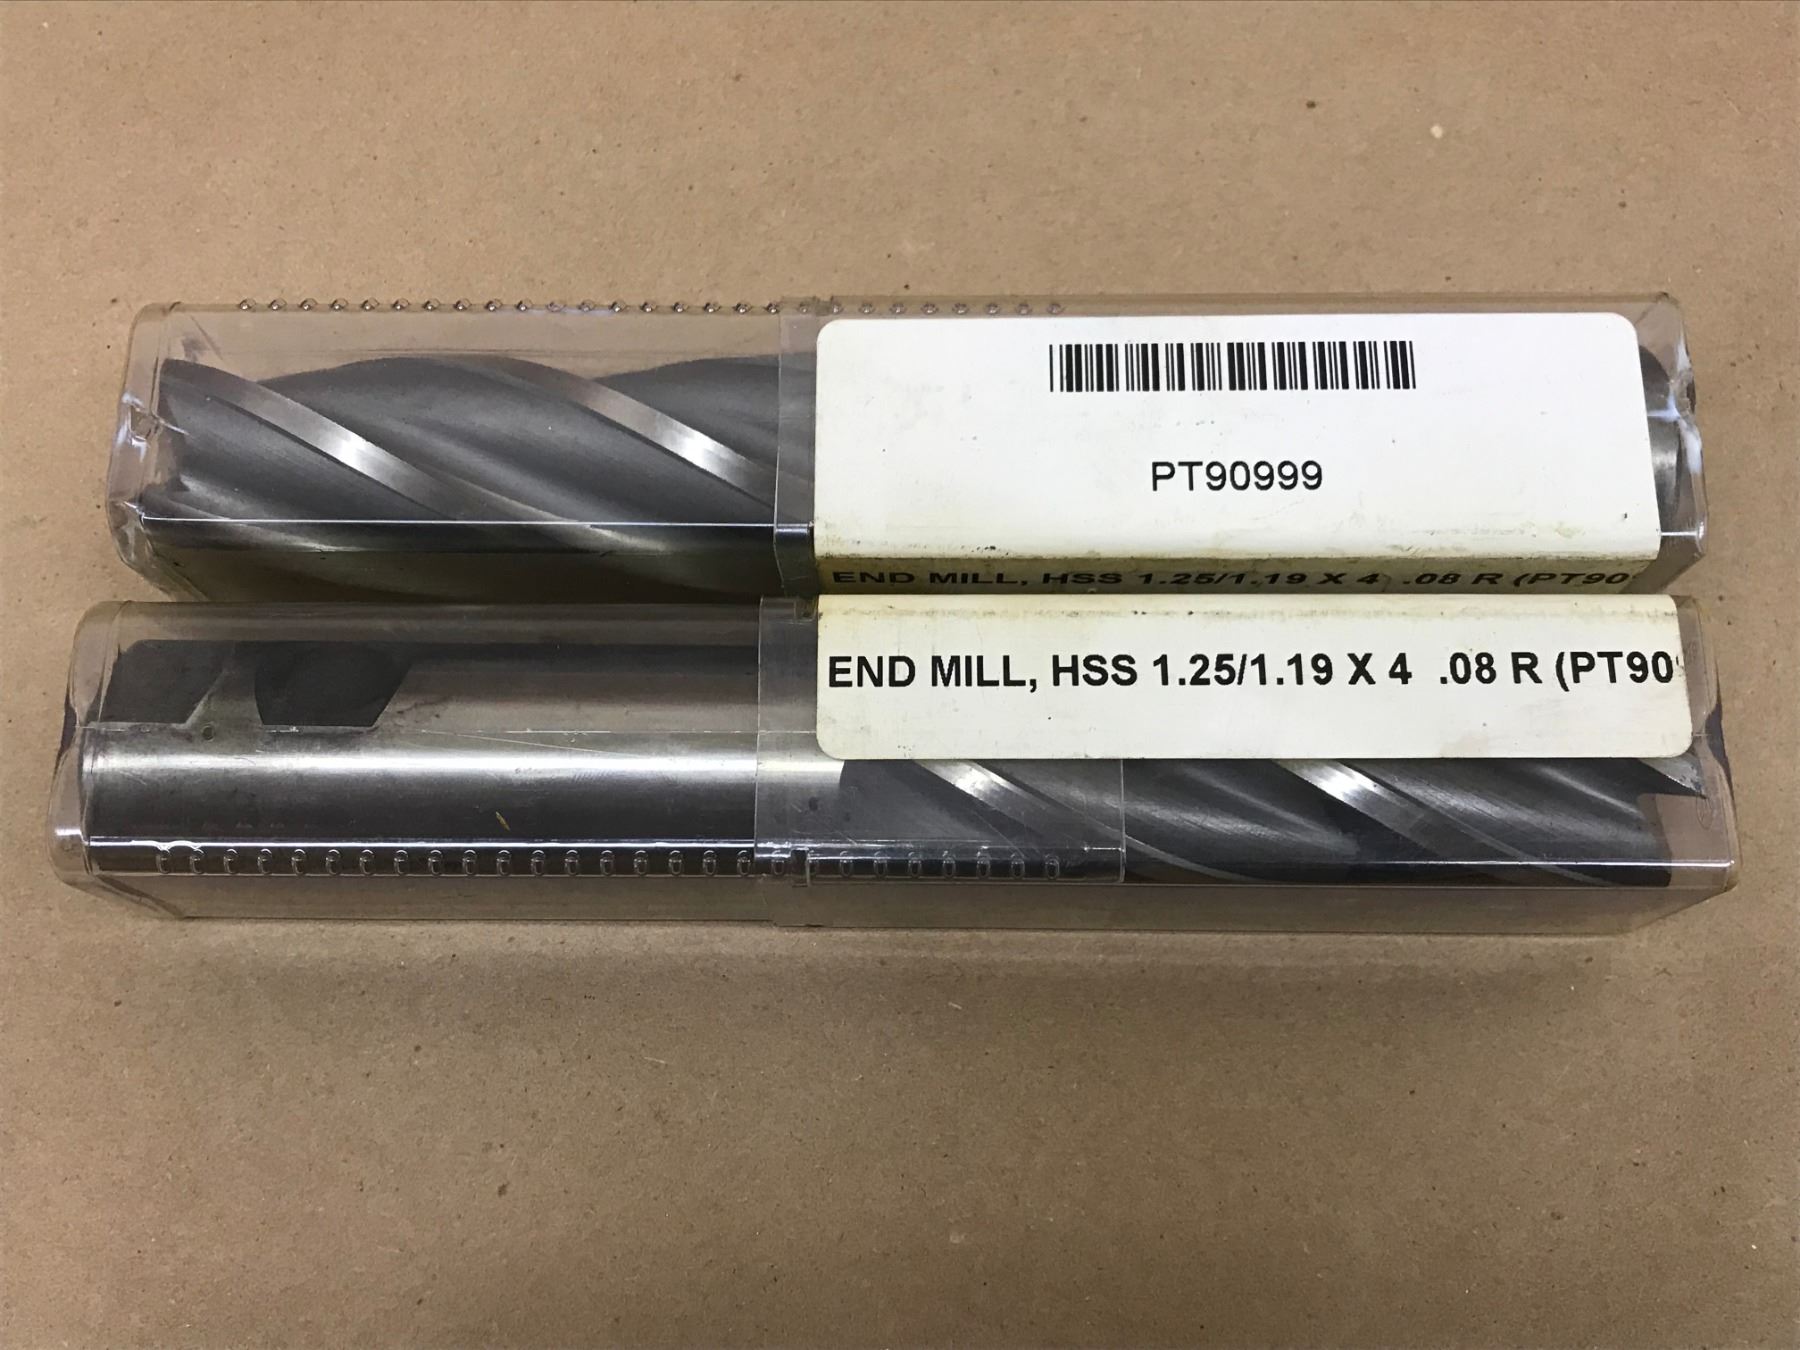 PT90999
END MILL, HSS 1.25/1.19 X 4 .08 R (PT909
END MILL, HSS 1.25/1.19 X 4 .08 R (PT90